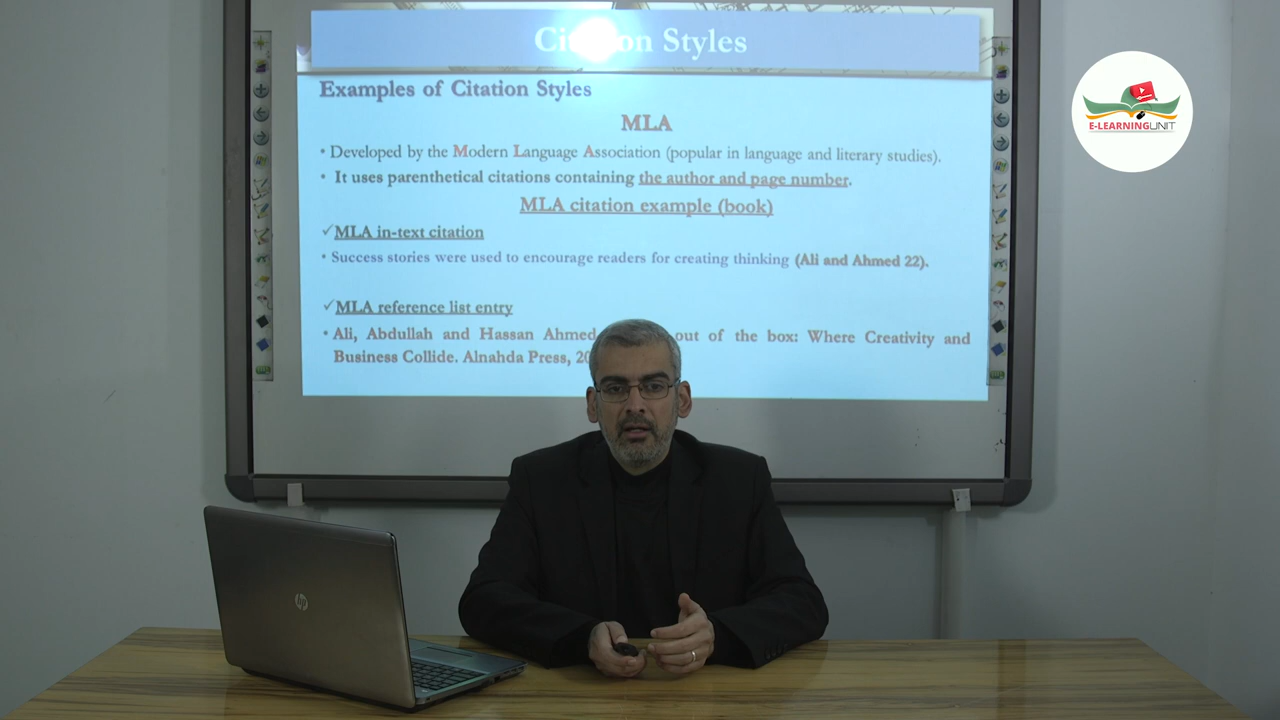 Citation Styles
E-LEARNINGUNIT
Examples of Citation Styles
MLA
• Developed by the Modern Language Association (popular in language and literary studies).
• It uses parenthetical citations containing the author and page number.
MLA citation example (book)
✓MLA in-text citation
• Success stories were used to encourage readers for creating thinking (Ali and Ahmed 22).
✓MLA reference list entry
• Ali, Abdullah and Hassan Ahmed out of the box: Where Creativity and
Business Collide. Alnahda Press,
hp